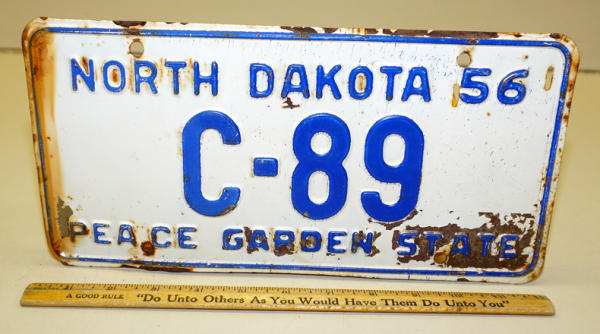 NORTH DAKOTA 56
C-89
PEACE GARDEN STATE
A GOOD RULE "Do Unto Others As You Would Have Them Do Unto You"